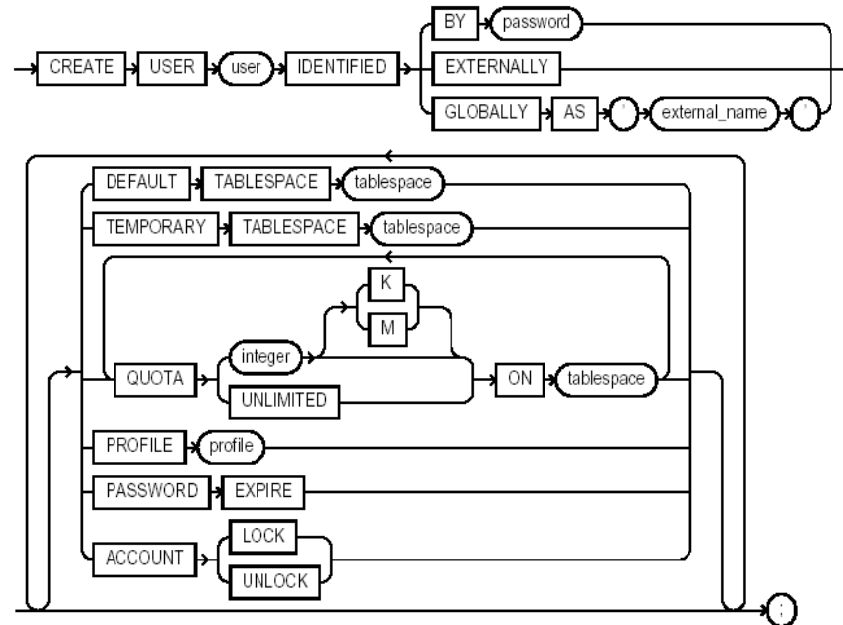 BY password
CREATE USER user IDENTIFIED EXTERNALLY
GLOBALLY AS ' external_name '
DEFAULT TABLESPACE tablespace
TEMPORARY TABLESPACE tablespace
K
M
integer
QUOTA ON tablespace
UNLIMITED
PROFILE profile
PASSWORD EXPIRE
LOCK
ACCOUNT
UNLOCK
;